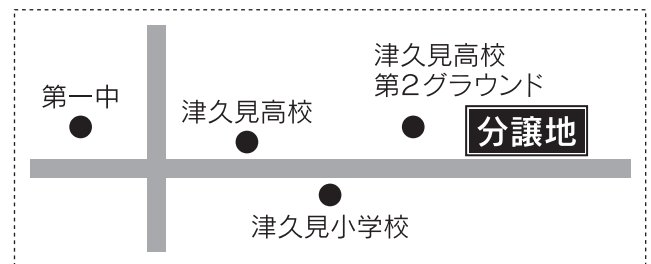 第一中
津久見高校
津久見高校
第2グラウンド
分譲地
津久見小学校